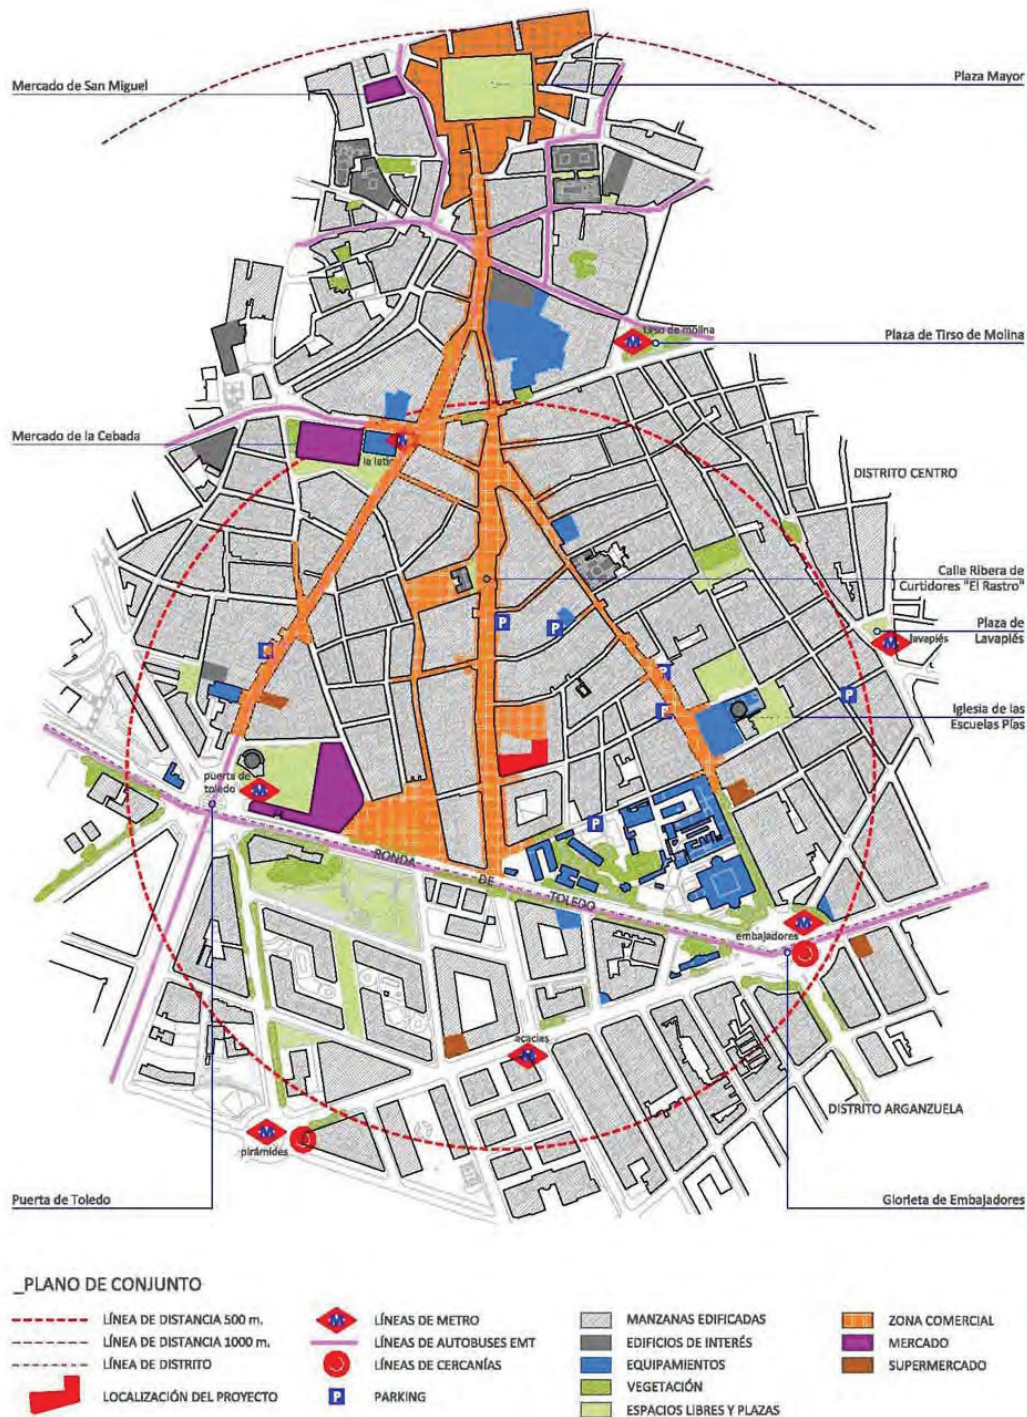 Mercado de San Miguel
Plaza Mayor
tirso de molina
Plaza de Tirso de Molina
Mercado de la Cebada
la latina
DISTRITO CENTRO
Calle Ribera de
Curtidores "El Rastro"
Plaza de
Lavapiés
lavapiés
Iglesia de las
Escuelas Pías
puerta de
toledo
RONDA
DE
TOLEDO
embajadores
acacias
DISTRITO ARGANZUELA
pirámides
Puerta de Toledo
Glorieta de Embajadores
_PLANO DE CONJUNTO
LÍNEA DE DISTANCIA 500 m.
LÍNEA DE DISTANCIA 1000 m.
LÍNEA DE DISTRITO
LOCALIZACIÓN DEL PROYECTO
M LÍNEAS DE METRO
LÍNEAS DE AUTOBUSES EMT
LÍNEAS DE CERCANÍAS
P PARKING
MANZANAS EDIFICADAS
EDIFICIOS DE INTERÉS
EQUIPAMIENTOS
VEGETACIÓN
ESPACIOS LIBRES Y PLAZAS
ZONA COMERCIAL
MERCADO
SUPERMERCADO